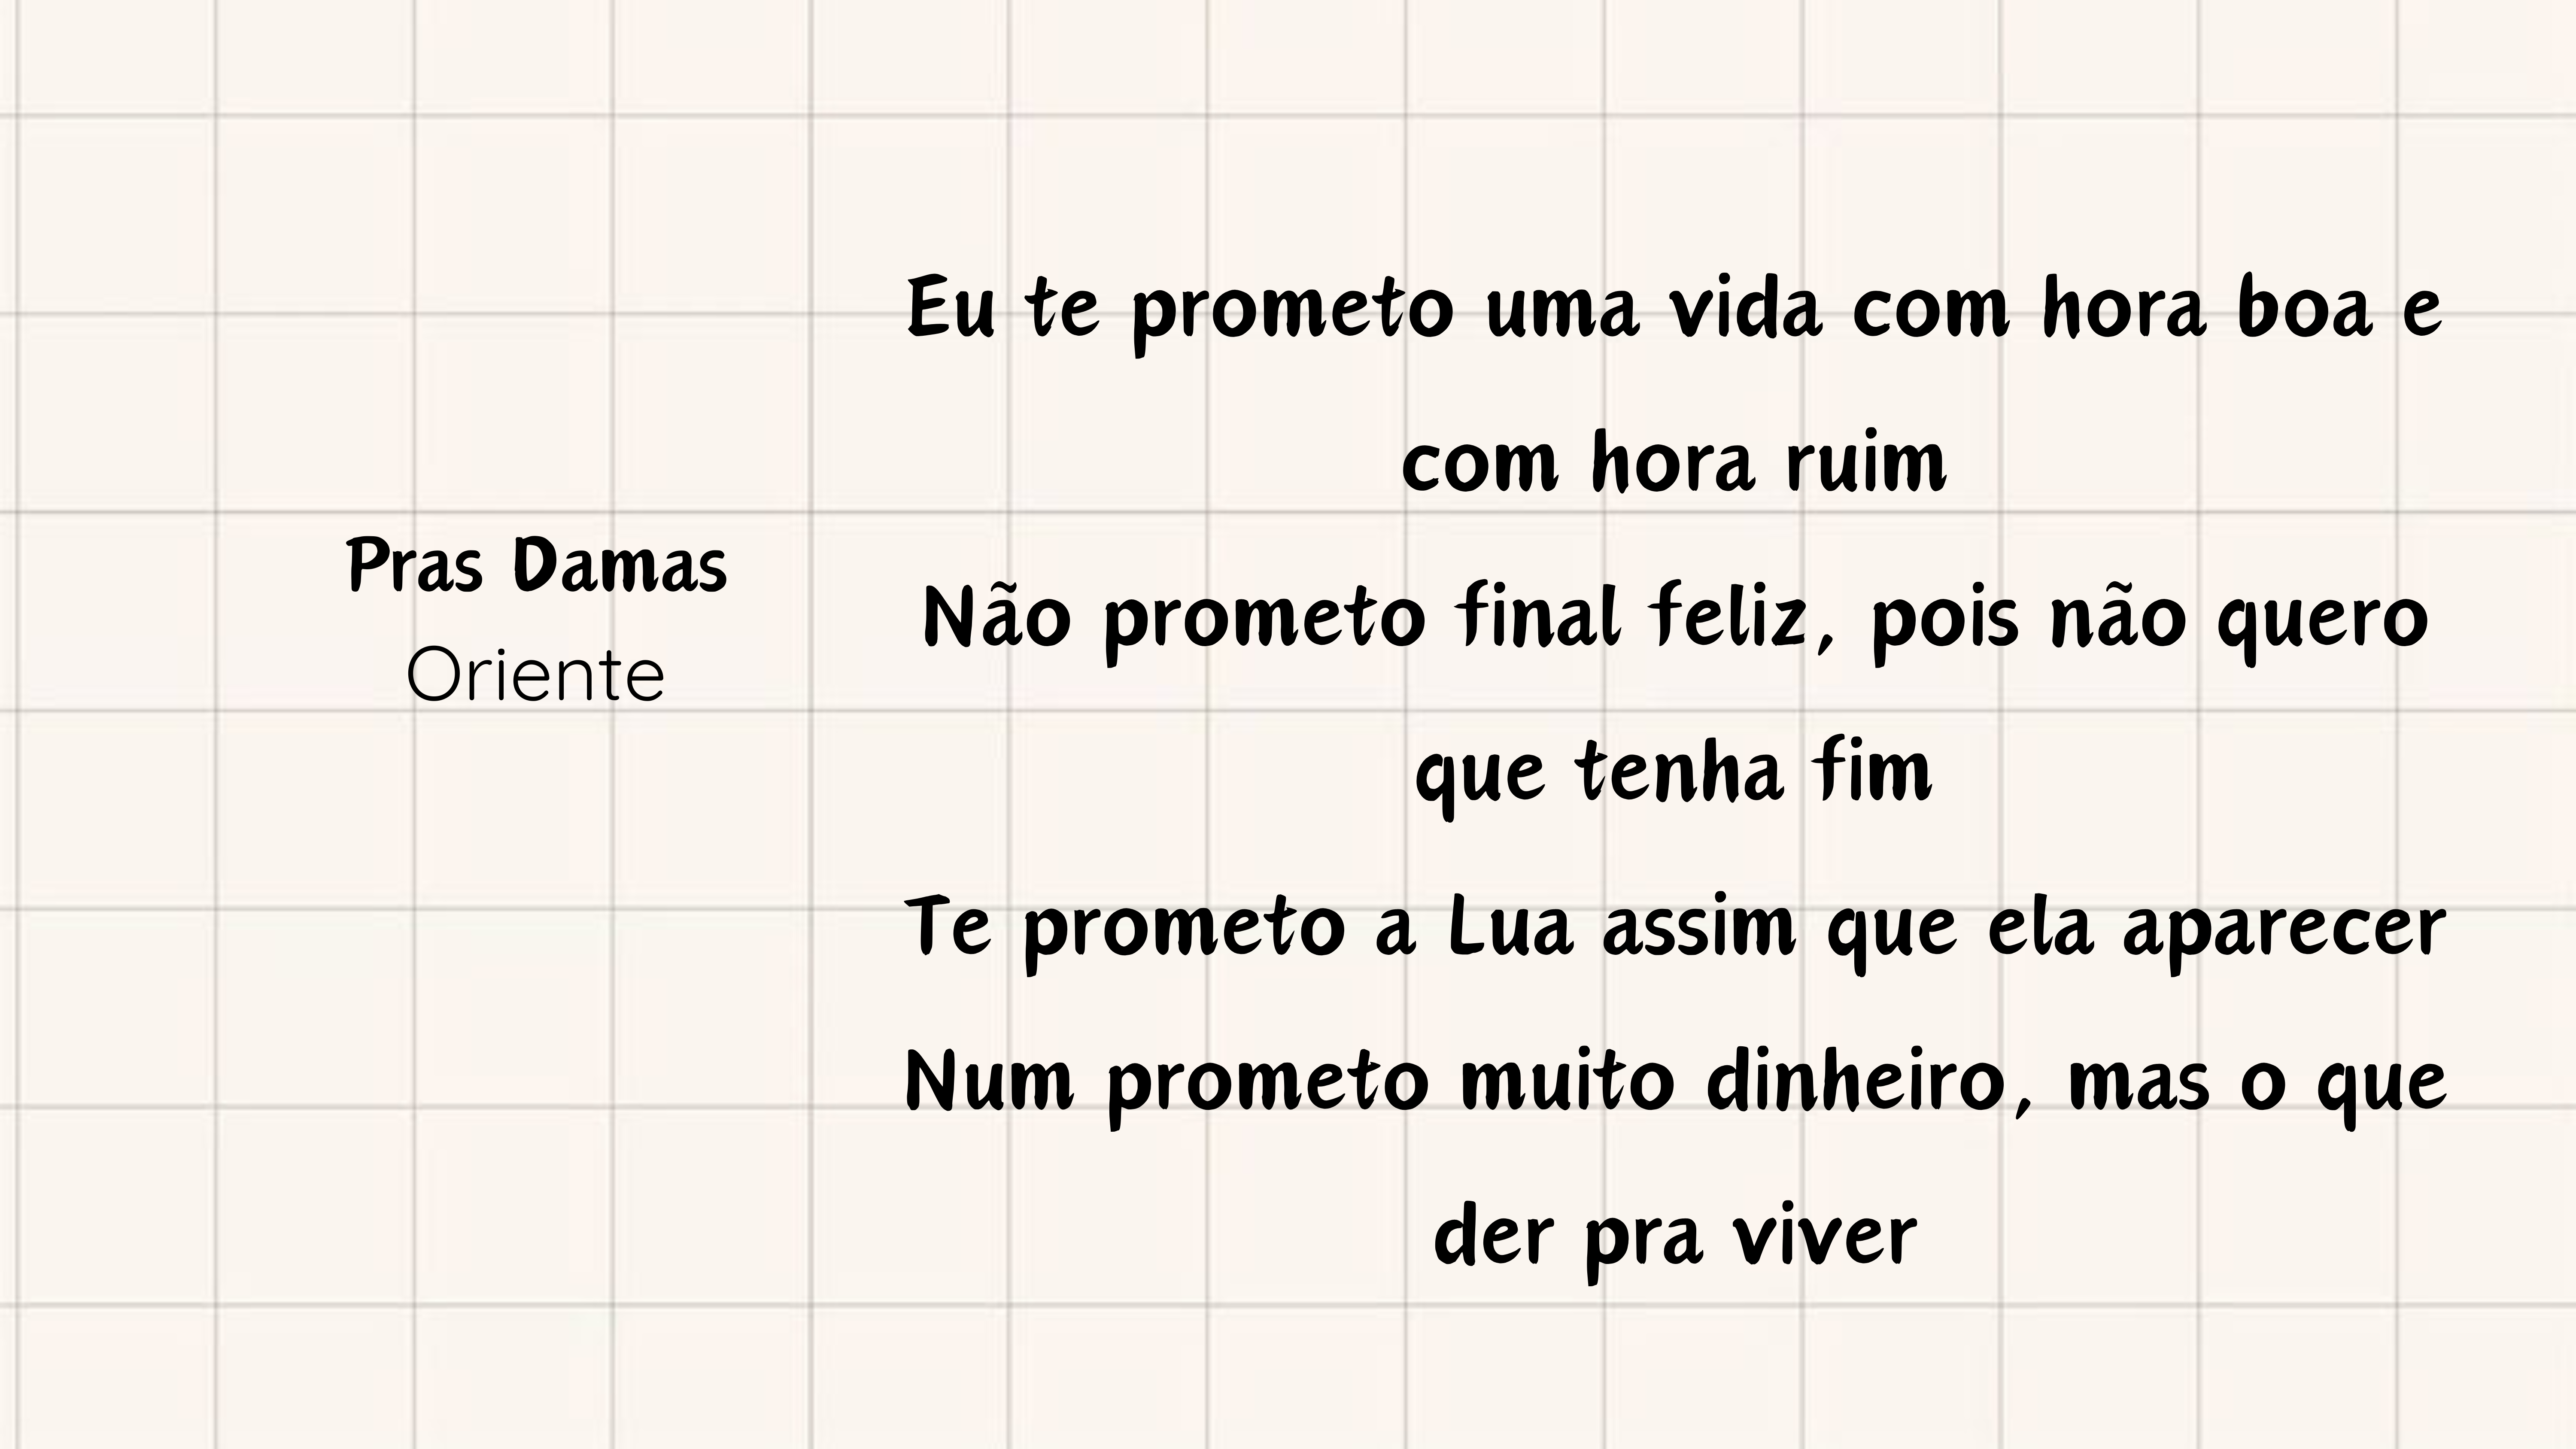 Pras Damas
Oriente
Eu te prometo uma vida com hora boa e
com hora ruim
Não prometo final feliz, pois não quero
que tenha fim
Te prometo a Lua assim que ela aparecer
Num prometo muito dinheiro, mas o que
der pra viver